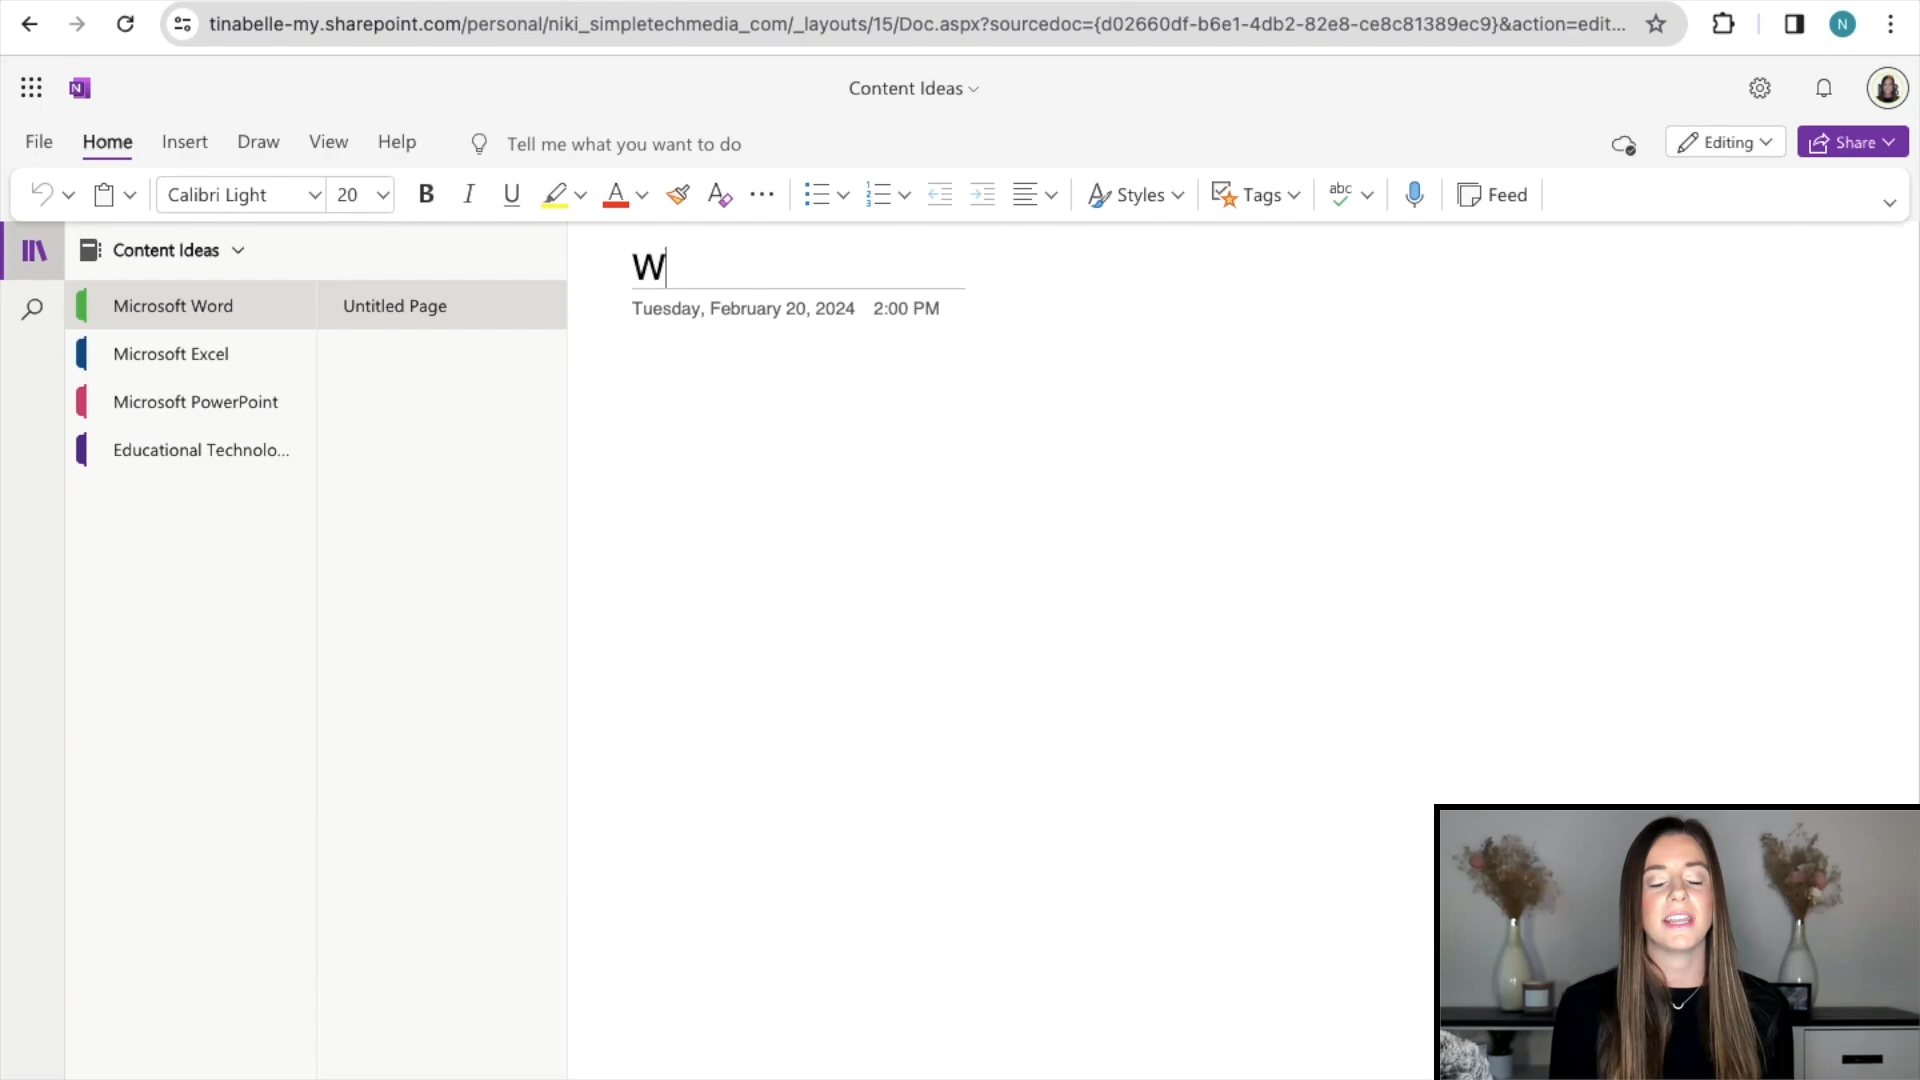 tinabelle-my.sharepoint.com/personal/niki_simpletechmedia_com/_layouts/15/Doc.aspx?sourcedoc={d02660df-b6e1-4db2-82e8-ce8c81389ec9}&action=edit...
N
N
Content Ideas
File Home Insert Draw View Help Tell me what you want to do
Editing Share
Calibri Light 20 B I U A A Styles Tags abc Feed
Content Ideas
Microsoft Word
Microsoft Excel
Microsoft PowerPoint
Educational Technolo...
Untitled Page
W
Tuesday, February 20, 2024 2:00 PM